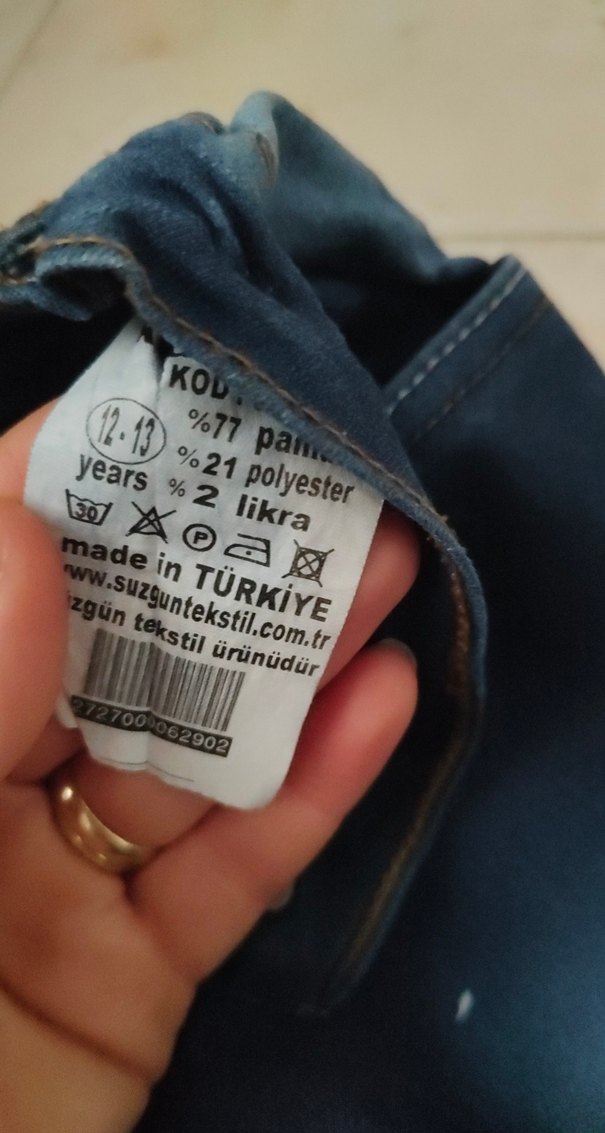 KOD
%77
12-13 %21 polyester
years %2 likra
30 P
made in TÜRKİYE
www.suzguntekstil.com.tr
tekstil ürünüdür